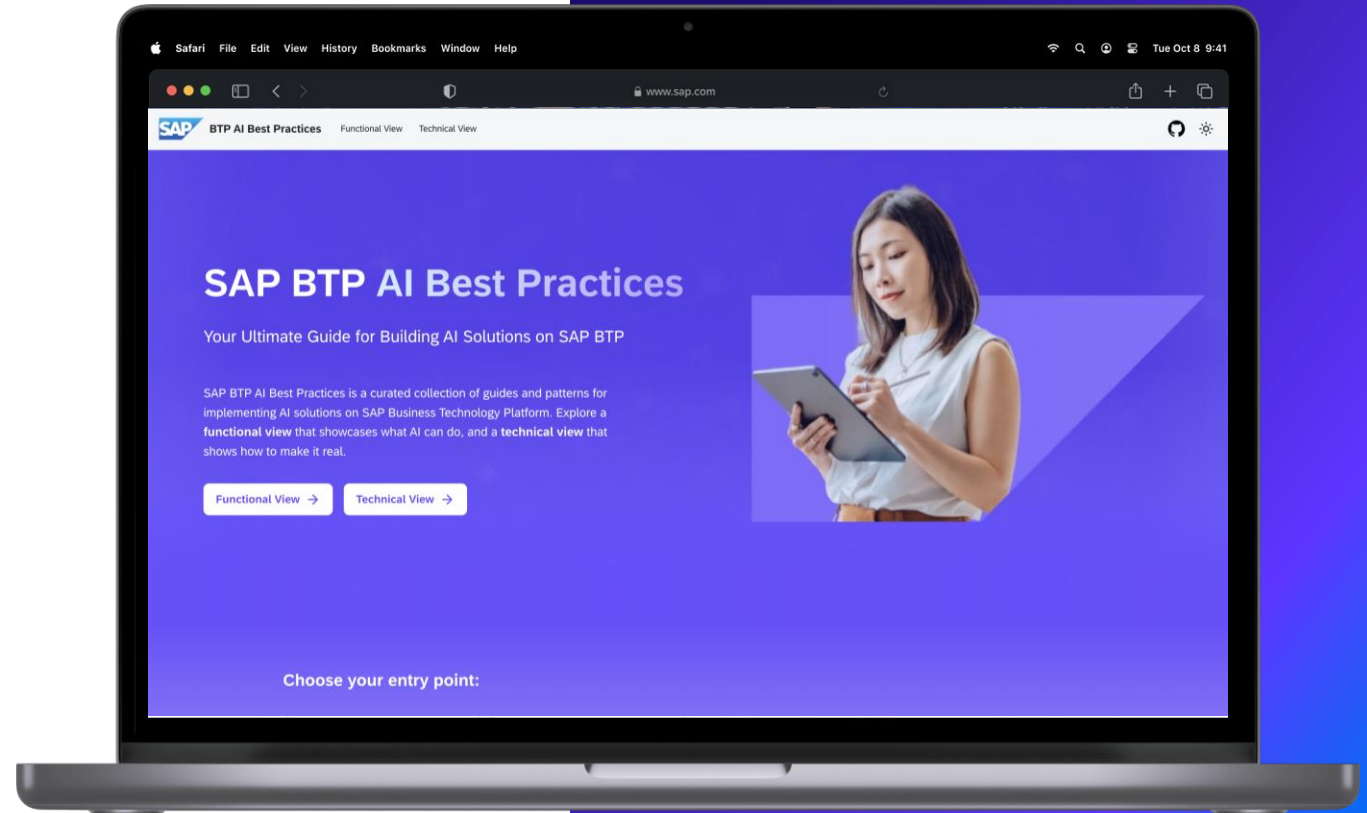 Safari File Edit View History Bookmarks Window Help
Tue Oct 8 9:41
www.sap.com
SAP BTP AI Best Practices Functional View Technical View
SAP BTP AI Best Practices
Your Ultimate Guide for Building AI Solutions on SAP BTP
SAP BTP AI Best Practices is a curated collection of guides and patterns for
implementing AI solutions on SAP Business Technology Platform. Explore a
functional view that showcases what AI can do, and a technical view that
shows how to make it real.
Functional View → Technical View →
Choose your entry point: